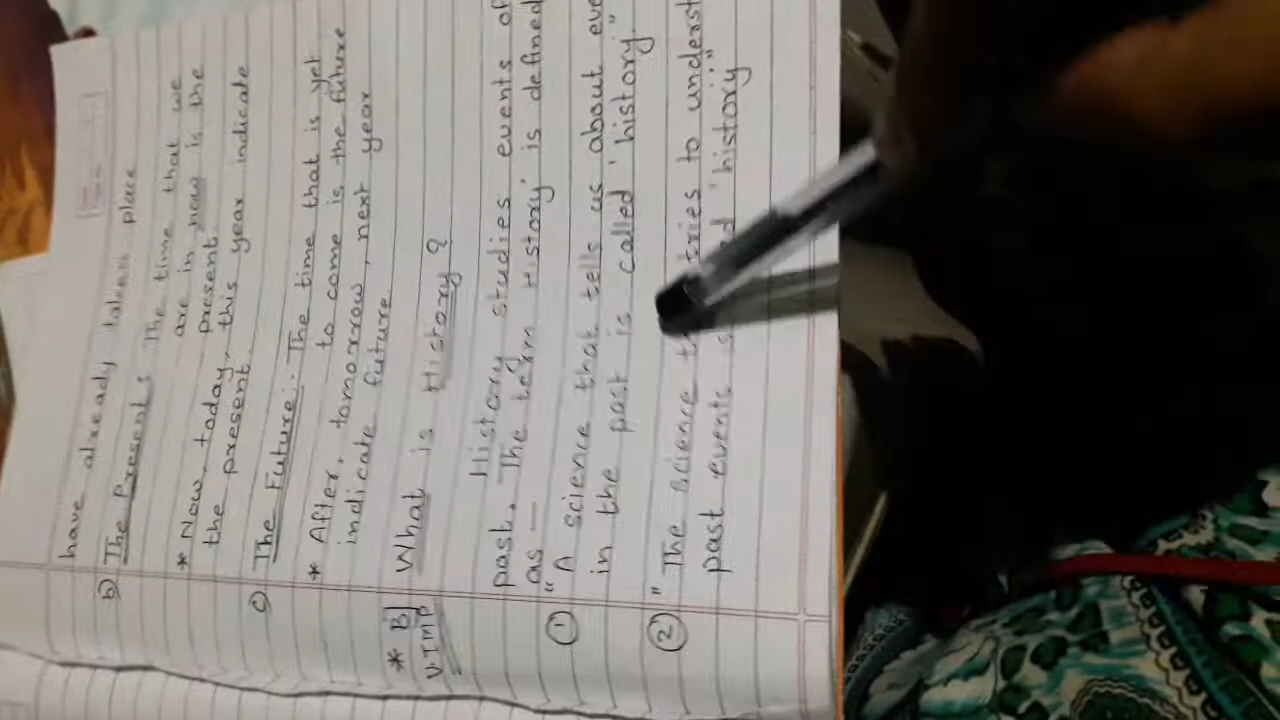 have already taken place
b) The Present: The time that we
are in now is the
present.
* Now, today, this year indicate
the present.
c) The Future:- The time that is yet
to come is the future
* After, tomorrow, next year
indicate future.
* B] What is History?
V.IMP
History studies events of
past. The term 'History' is defined
as —
① "A science that tells us about
in the past is called 'history'."
② "The science tries to
past events 'history'."